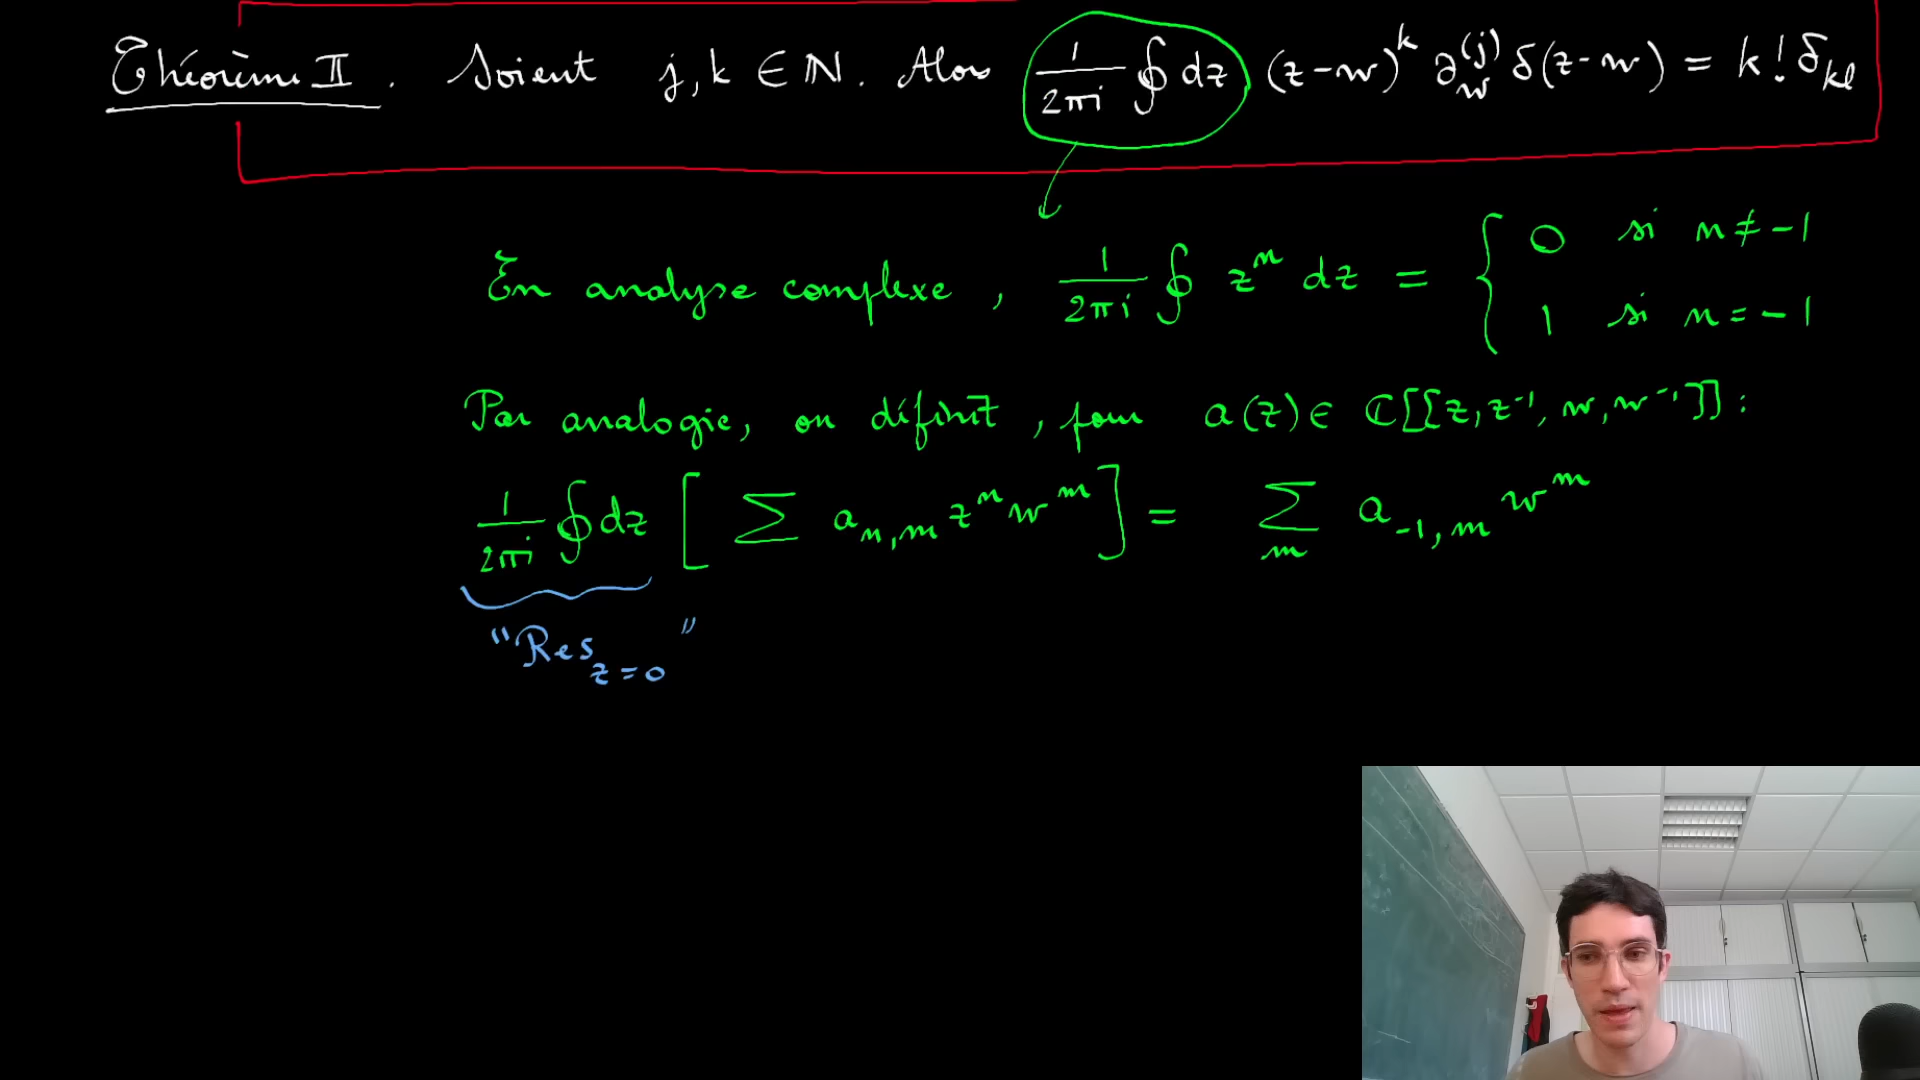 Théorème II. Soient j, k ∈ ℕ. Alors 1/(2πi) ∮ dz (z-w)^k ∂_w^(j) δ(z-w) = k! δ_kl
En analyse complexe, 1/(2πi) ∮ z^n dz = { 0 si n ≠ -1
1 si n = -1
Par analogie, on définit, pour a(z) ∈ ℂ[[z, z^-1, w, w^-1]] :
1/(2πi) ∮ dz [ ∑ a_n,m z^n w^m ] = ∑_m a_-1,m w^m
"Res_z=0"